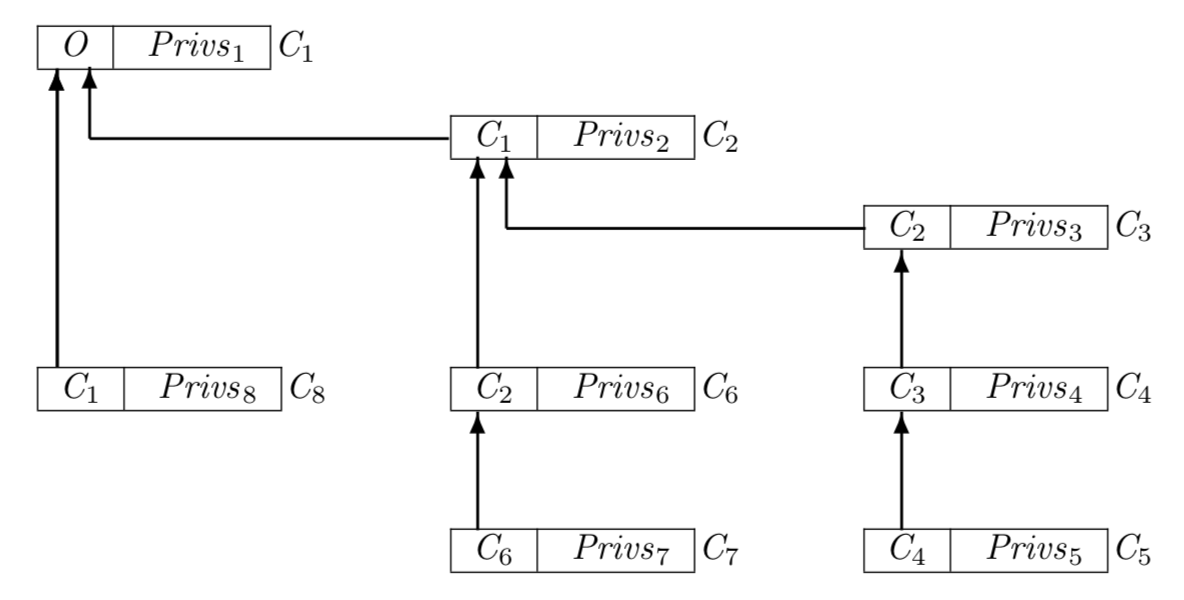 O Privs₁ C₁
C₁ Privs₂ C₂
C₂ Privs₃ C₃
C₁ Privs₈ C₈ C₂ Privs₆ C₆ C₃ Privs₄ C₄
C₆ Privs₇ C₇ C₄ Privs₅ C₅